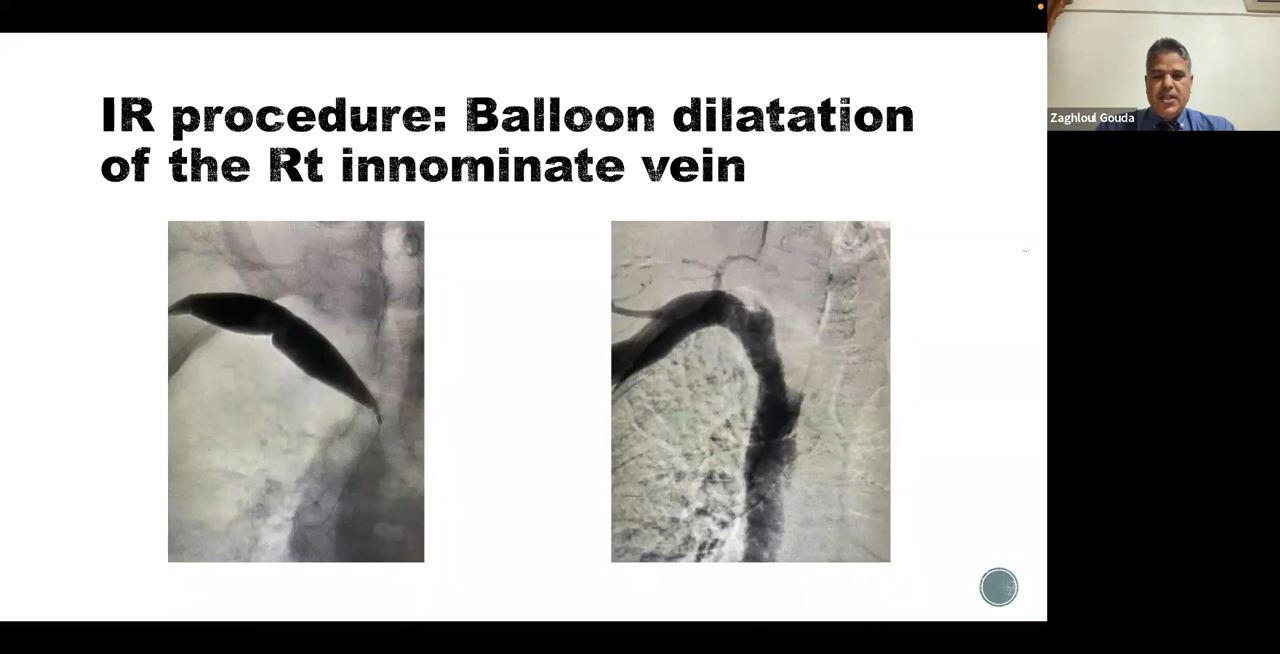 IR procedure: Balloon dilatation
of the Rt innominate vein
Zaghloul Gouda